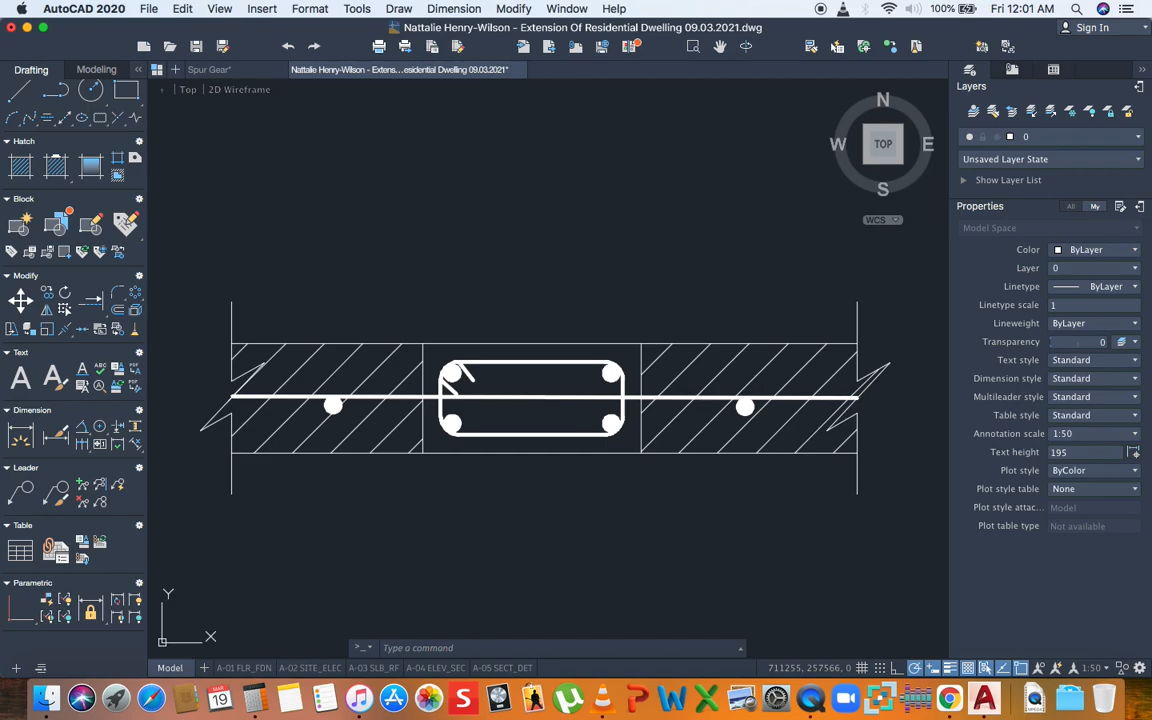 AutoCAD 2020 File Edit View Insert Format Tools Draw Dimension Modify Window Help 100% Fri 12:01 AM
Nattalie Henry-Wilson - Extension Of Residential Dwelling 09.03.2021.dwg
Sign In
Drafting Modeling Spur Gear* Nattalie Henry-Wilson - Extens...esidential Dwelling 09.03.2021*
Top 2D Wireframe
Layers
N
W TOP E
S
WCS
0
Unsaved Layer State
Show Layer List
Properties All My
Model Space
Color ByLayer
Layer 0
Linetype ByLayer
Linetype scale 1
Lineweight ByLayer
Transparency 0
Text style Standard
Dimension style Standard
Multileader style Standard
Table style Standard
Annotation scale 1:50
Text height 195
Plot style ByColor
Plot style table None
Plot style attac... Model
Plot table type Not available
Hatch
Block
Modify
Text
Dimension
Leader
Table
Parametric
Y
X
>_ Type a command
Model A-01 FLR_FDN A-02 SITE_ELEC A-03 SLB_RF A-04 ELEV_SEC A-05 SECT_DET 711255, 257566, 0 1:50
MAR
19